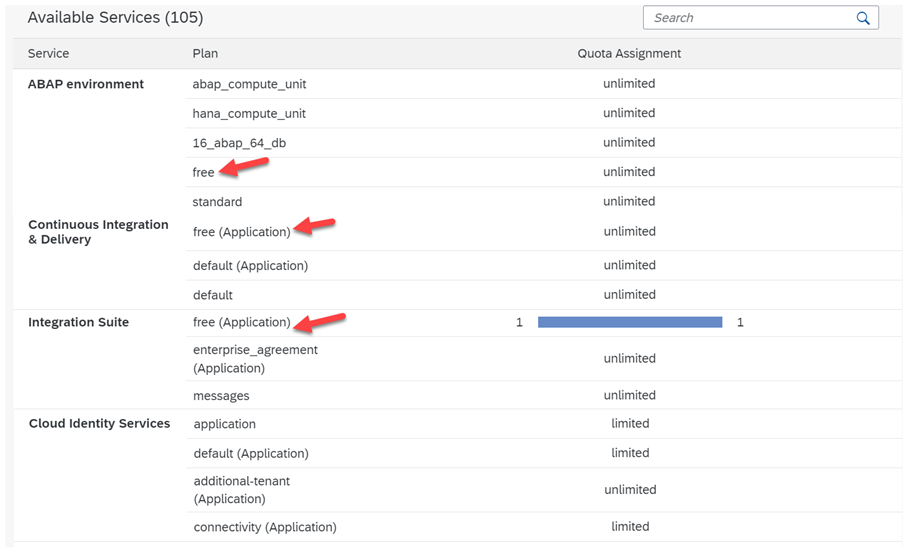 Available Services (105)
Search
Service Plan Quota Assignment
ABAP environment abap_compute_unit unlimited
hana_compute_unit unlimited
16_abap_64_db unlimited
free unlimited
standard unlimited
Continuous Integration
& Delivery
free (Application) unlimited
default (Application) unlimited
default unlimited
Integration Suite free (Application) 1 1
enterprise_agreement
(Application)
unlimited
messages unlimited
Cloud Identity Services application limited
default (Application) limited
additional-tenant
(Application)
unlimited
connectivity (Application) limited